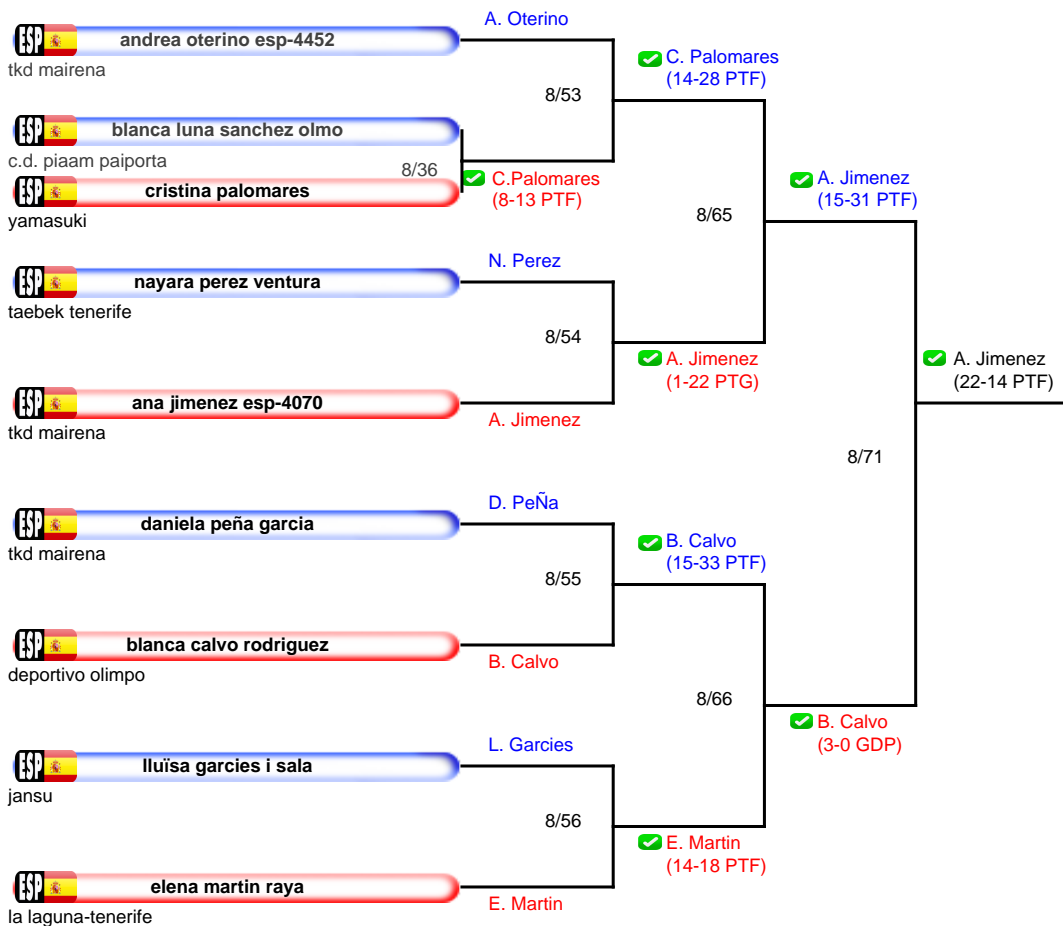 A. Oterino
ESP andrea oterino esp-4452
tkd mairena
C. Palomares
(14-28 PTF)
8/53
ESP blanca luna sanchez olmo
c.d. piaam paiporta
8/36
C.Palomares
(8-13 PTF)
ESP cristina palomares
yamasuki
A. Jimenez
(15-31 PTF)
8/65
N. Perez
ESP nayara perez ventura
taebek tenerife
8/54
A. Jimenez
(1-22 PTG)
A. Jimenez
(22-14 PTF)
ESP ana jimenez esp-4070
tkd mairena
A. Jimenez
8/71
D. PeÑa
ESP daniela peña garcia
tkd mairena
B. Calvo
(15-33 PTF)
8/55
ESP blanca calvo rodriguez
deportivo olimpo
B. Calvo
8/66
B. Calvo
(3-0 GDP)
L. Garcies
ESP lluïsa garcies i sala
jansu
8/56
E. Martin
(14-18 PTF)
ESP elena martin raya
la laguna-tenerife
E. Martin